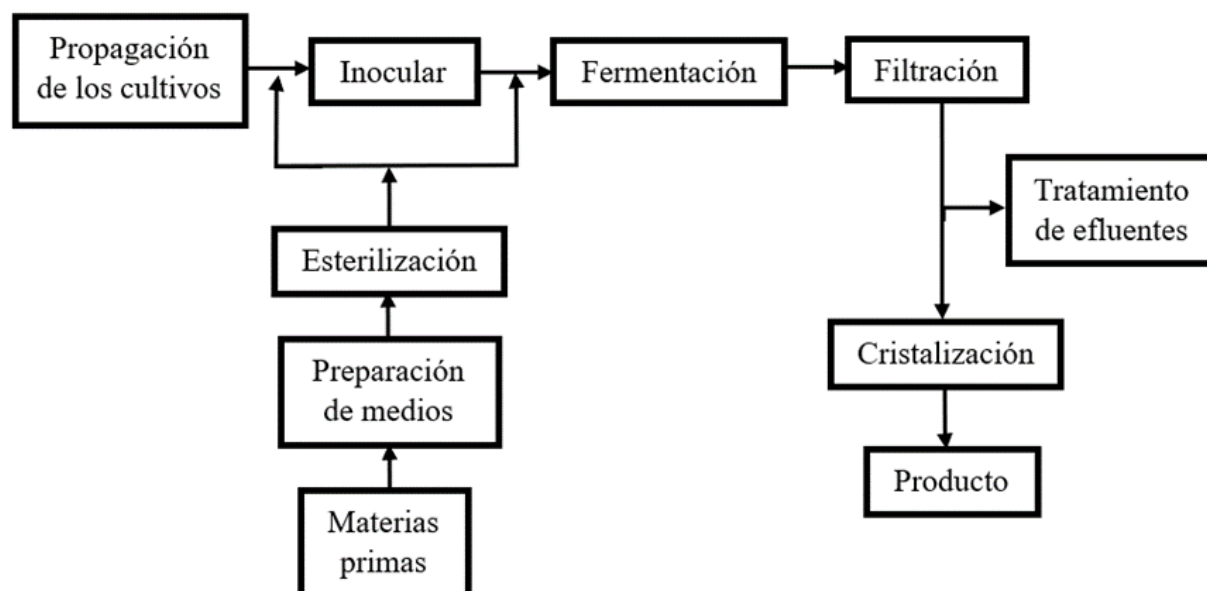 Propagación
de los cultivos
Inocular
Fermentación
Filtración
Tratamiento
de efluentes
Esterilización
Cristalización
Preparación
de medios
Producto
Materias
primas